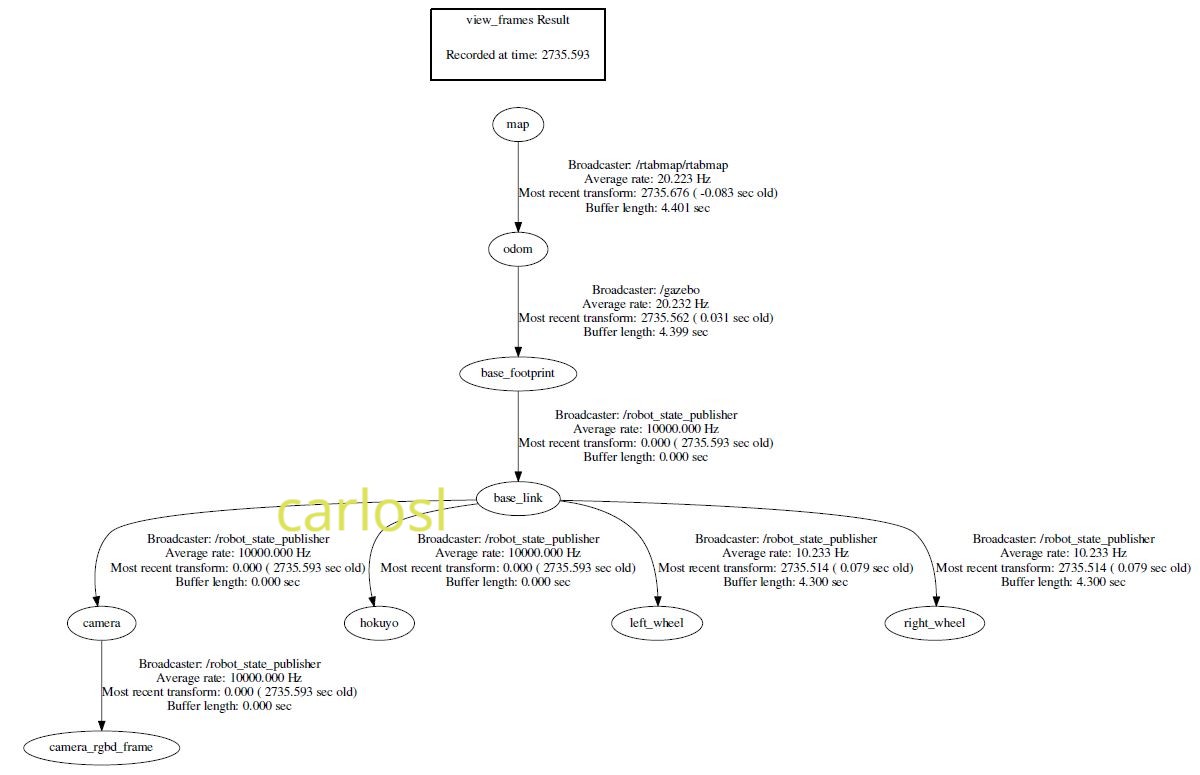 view_frames Result
Recorded at time: 2735.593
map
Broadcaster: /rtabmap/rtabmap
Average rate: 20.223 Hz
Most recent transform: 2735.676 ( -0.083 sec old)
Buffer length: 4.401 sec
odom
Broadcaster: /gazebo
Average rate: 20.232 Hz
Most recent transform: 2735.562 ( 0.031 sec old)
Buffer length: 4.399 sec
base_footprint
Broadcaster: /robot_state_publisher
Average rate: 10000.000 Hz
Most recent transform: 0.000 ( 2735.593 sec old)
Buffer length: 0.000 sec
base_link
carlosl
Broadcaster: /robot_state_publisher
Average rate: 10000.000 Hz
Most recent transform: 0.000 ( 2735.593 sec old)
Buffer length: 0.000 sec
Broadcaster: /robot_state_publisher
Average rate: 10000.000 Hz
Most recent transform: 0.000 ( 2735.593 sec old)
Buffer length: 0.000 sec
Broadcaster: /robot_state_publisher
Average rate: 10.233 Hz
Most recent transform: 2735.514 ( 0.079 sec old)
Buffer length: 4.300 sec
Broadcaster: /robot_state_publisher
Average rate: 10.233 Hz
Most recent transform: 2735.514 ( 0.079 sec old)
Buffer length: 4.300 sec
camera
hokuyo
left_wheel
right_wheel
Broadcaster: /robot_state_publisher
Average rate: 10000.000 Hz
Most recent transform: 0.000 ( 2735.593 sec old)
Buffer length: 0.000 sec
camera_rgbd_frame